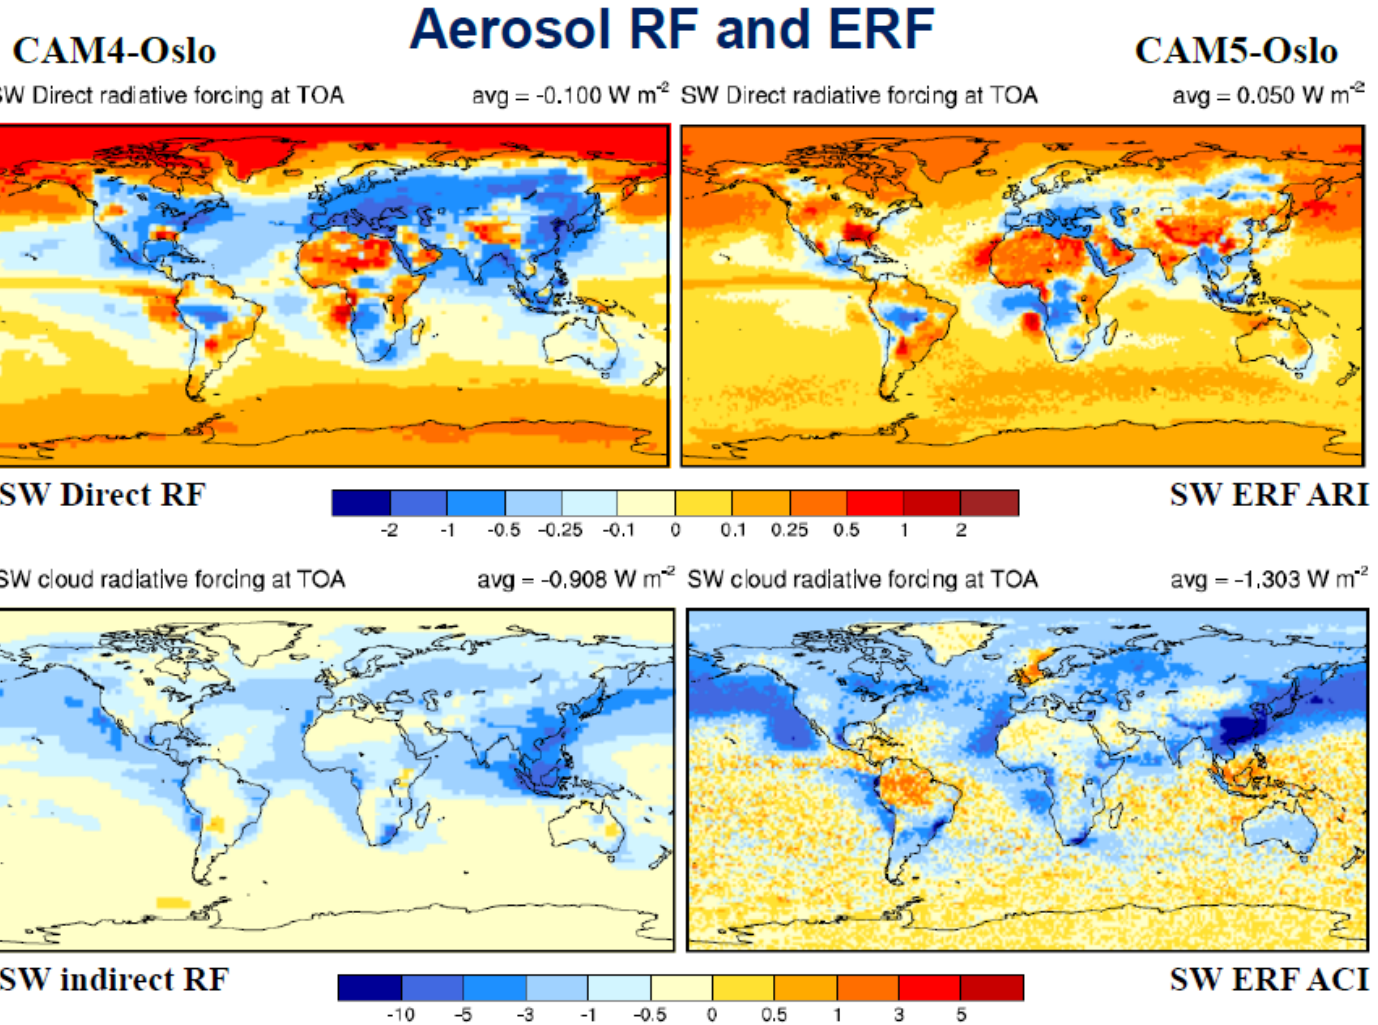 Aerosol RF and ERF
CAM4-Oslo
CAM5-Oslo
SW Direct radiative forcing at TOA avg = -0.100 W m-2
SW Direct radiative forcing at TOA avg = 0.050 W m-2
SW Direct RF
SW ERF ARI
-2 -1 -0.5 -0.25 -0.1 0 0.1 0.25 0.5 1 2
SW cloud radiative forcing at TOA avg = -0.908 W m-2
SW cloud radiative forcing at TOA avg = -1.303 W m-2
SW indirect RF
SW ERF ACI
-10 -5 -3 -1 -0.5 0 0.5 1 3 5